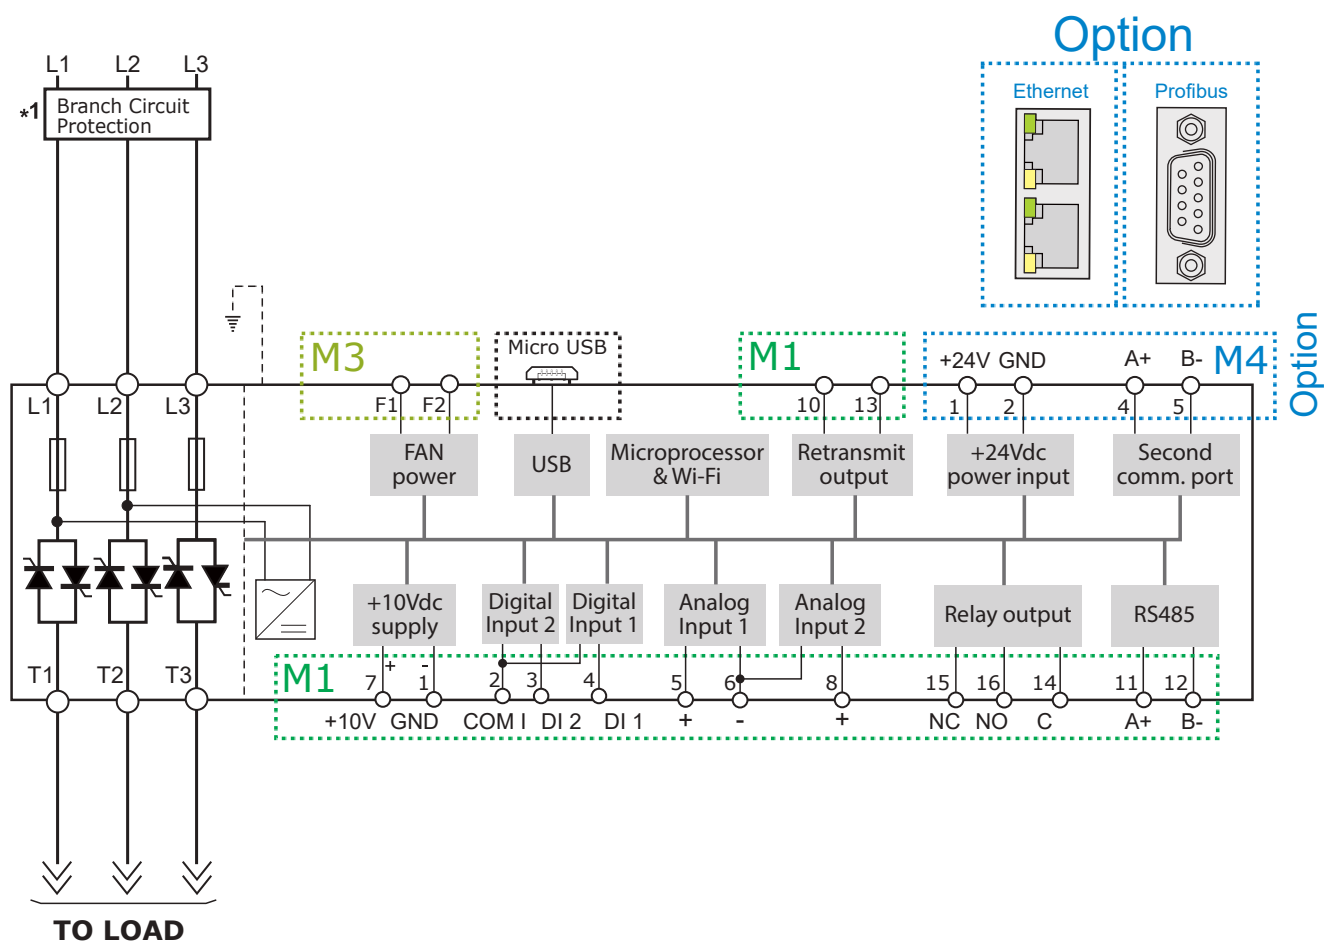 Option
L1 L2 L3
*1 Branch Circuit
Protection
Ethernet Profibus
Option
M3
Micro USB
M1
+24V GND A+ B- M4
L1 L2 L3
F1 F2
10 13
1 2 4 5
FAN
power
USB
Microprocessor
& Wi-Fi
Retransmit
output
+24Vdc
power input
Second
comm. port
+10Vdc
supply
Digital
Input 2
Digital
Input 1
Analog
Input 1
Analog
Input 2
Relay output
RS485
T1 T2 T3
M1
+ -
7 1 2 3 4 5 6 8 15 16 14 11 12
+10V GND COM I DI 2 DI 1 + - + NC NO C A+ B-
TO LOAD